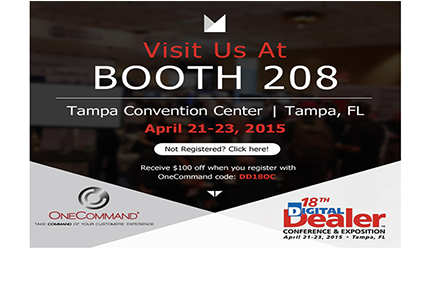 Visit Us At
BOOTH 208
Tampa Convention Center | Tampa, FL
April 21-23, 2015
Not Registered? Click here!
Receive $100 off when you register with
OneCommand code: DD18DC
ONECOMMAND®
TAKE COMMAND OF YOUR CUSTOMERS' EXPERIENCE
18TH
DIGITAL
Dealer™
CONFERENCE & EXPOSITION
April 21-23, 2015 • Tampa, FL